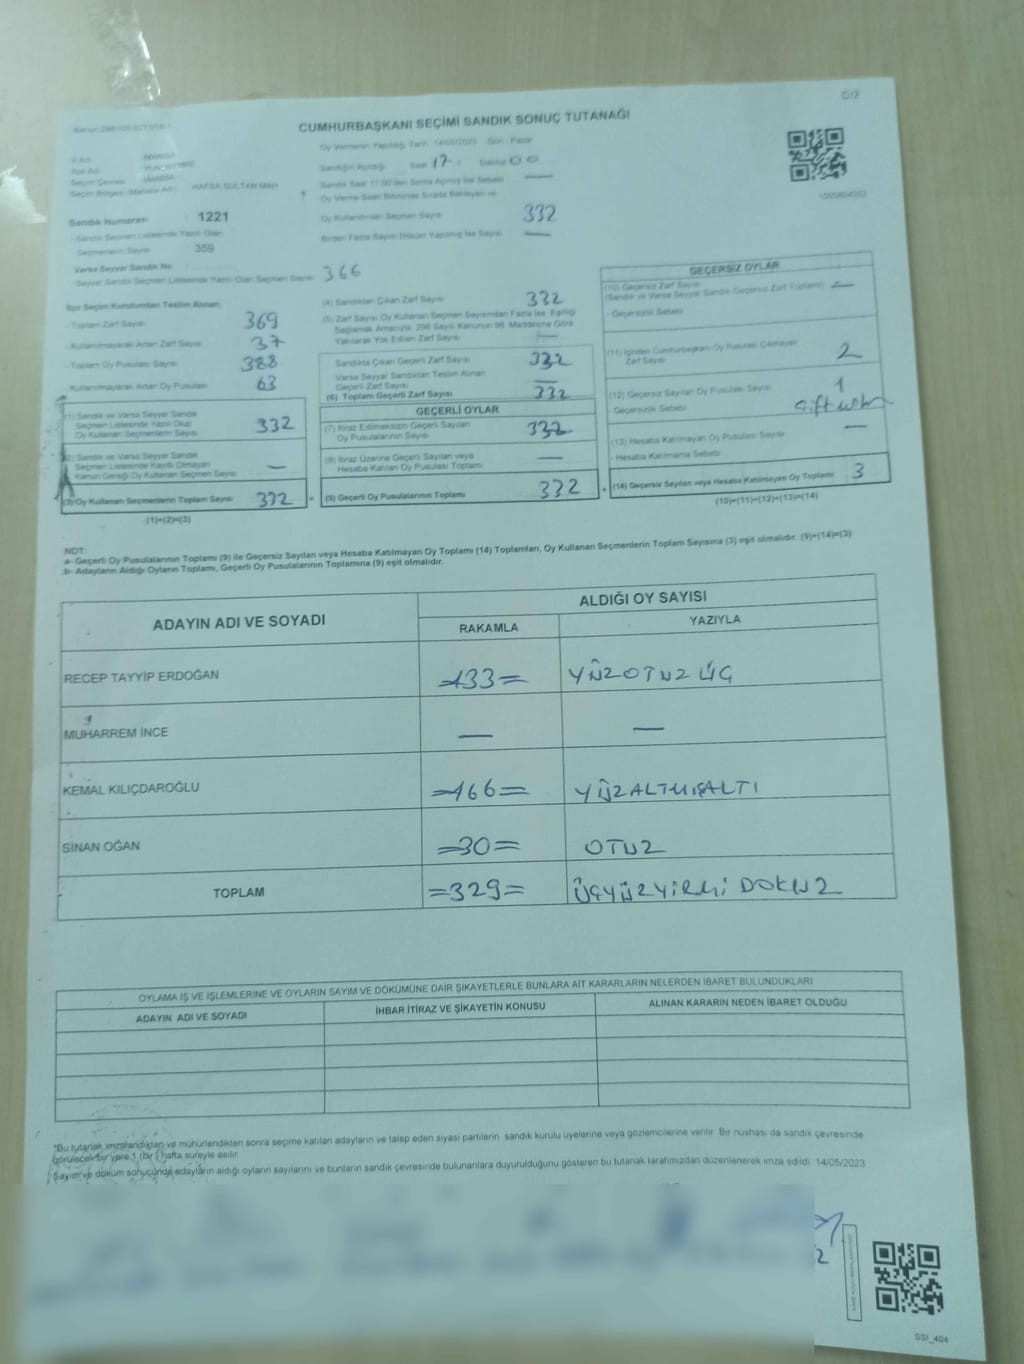 C/2
CUMHURBAŞKANI SEÇİMİ SANDIK SONUÇ TUTANAĞI
İl Adı : MANİSA
İlçe Adı
Seçim Çevresi : MANİSA
Seçim Bölgesi (Mahalle Adı) : HAFSA SULTAN MAH
Sandık Numarası : 1221
- Sandık Seçmen Listesinde Yazılı Olan
Seçmenlerin Sayısı : 359
Varsa Seyyar Sandık No
- Seyyar Sandık Seçmen Listesinde Yazılı Olan Seçmen Sayısı 366
Oy Vermenin Yapıldığı Tarih 14/05/2023 Gün : Pazar
Sandığın Açıldığı Saat 17 : Dakika 00
Sandık Saat 17:00'den Sonra Açılmış İse Sebebi —
Oy Verme Saati Bitiminde Sırada Bekleyen ve
Oy Kullandırılan Seçmen Sayısı 332
Birden Fazla Sayım Döküm Yapılmış İse Sayısı —
İlçe Seçim Kurulundan Teslim Alınan;
- Toplam Zarf Sayısı 369
- Kullanılmayarak Artan Zarf Sayısı 37
- Toplam Oy Pusulası Sayısı 388
- Kullanılmayarak Artan Oy Pusulası 63
(1) Sandık ve Varsa Seyyar Sandık
Seçmen Listesinde Yazılı Olup
Oy Kullanan Seçmenlerin Sayısı 332
(2) Sandık ve Varsa Seyyar Sandık
Seçmen Listesinde Kayıtlı Olmayan
Kanun Gereği Oy Kullanan Seçmen Sayısı —
(3) Oy Kullanan Seçmenlerin Toplam Sayısı 332
(1)+(2)=(3)
(4) Sandıktan Çıkan Zarf Sayısı 332
(5) Zarf Sayısı Oy Kullanan Seçmen Sayısından Fazla İse, Eşitliği
Sağlamak Amacıyla, 298 Sayılı Kanunun 98. Maddesine Göre
Yakılarak Yok Edilen Zarf Sayısı —
Sandıkta Çıkan Geçerli Zarf Sayısı 332
Varsa Seyyar Sandıktan Teslim Alınan
Geçerli Zarf Sayısı —
(6) Toplam Geçerli Zarf Sayısı 332
GEÇERLİ OYLAR
(7) İtiraz Edilmeksizin Geçerli Sayılan
Oy Pusulalarının Sayısı 332
(8) İtiraz Üzerine Geçerli Sayılan veya
Hesaba Katılan Oy Pusulası Toplamı —
= (9) Geçerli Oy Pusulalarının Toplamı 332
GEÇERSİZ OYLAR
(10) Geçersiz Zarf Sayısı —
(Sandık ve Varsa Seyyar Sandık Geçersiz Zarf Toplamı)
- Geçersizlik Sebebi
(11) İçinden Cumhurbaşkanı Oy Pusulası Çıkmayan
Zarf Sayısı 2
(12) Geçersiz Sayılan Oy Pusulası Sayısı 1
- Geçersizlik Sebebi
(13) Hesaba Katılmayan Oy Pusulası Sayısı —
- Hesaba Katılmama Sebebi
+ (14) Geçersiz Sayılan veya Hesaba Katılmayan Oy Toplamı 3
(10)+(11)+(12)+(13)=(14)
NOT:
a- Geçerli Oy Pusulalarının Toplamı (9) ile Geçersiz Sayılan veya Hesaba Katılmayan Oy Toplamı (14) Toplamları, Oy Kullanan Seçmenlerin Toplam Sayısına (3) eşit olmalıdır. (9)+(14)=(3)
b- Adayların Aldığı Oyların Toplamı, Geçerli Oy Pusulalarının Toplamına (9) eşit olmalıdır.
ADAYIN ADI VE SOYADI
ALDIĞI OY SAYISI
RAKAMLA YAZIYLA
RECEP TAYYİP ERDOĞAN =133= YÜZOTUZ ÜÇ
MUHARREM İNCE — —
KEMAL KILIÇDAROĞLU =166= YÜZALTMIŞALTI
SİNAN OĞAN =30= OTUZ
TOPLAM =329= ÜÇYÜZYİRMİ DOKUZ
OYLAMA İŞ VE İŞLEMLERİNE VE OYLARIN SAYIM VE DÖKÜMÜNE DAİR ŞİKAYETLERLE BUNLARA AİT KARARLARIN NELERDEN İBARET BULUNDUKLARI
ADAYIN ADI VE SOYADI İHBAR İTİRAZ VE ŞİKAYETİN KONUSU ALINAN KARARIN NEDEN İBARET OLDUĞU
*Bu tutanak imzalandıktan ve mühürlendikten sonra seçime katılan adayların ve talep eden siyasi partilerin sandık kurulu üyelerine veya gözlemcilerine verilir. Bir nüshası da sandık çevresinde
görülecek bir yere 1 (bir) hafta süreyle asılır.
Sayım ve döküm sonucunda adayların aldığı oyların sayılarını ve bunların sandık çevresinde bulunanlara duyurulduğunu gösteren bu tutanak tarafımızdan düzenlenerek imza edildi. 14/05/2023
SSI_404